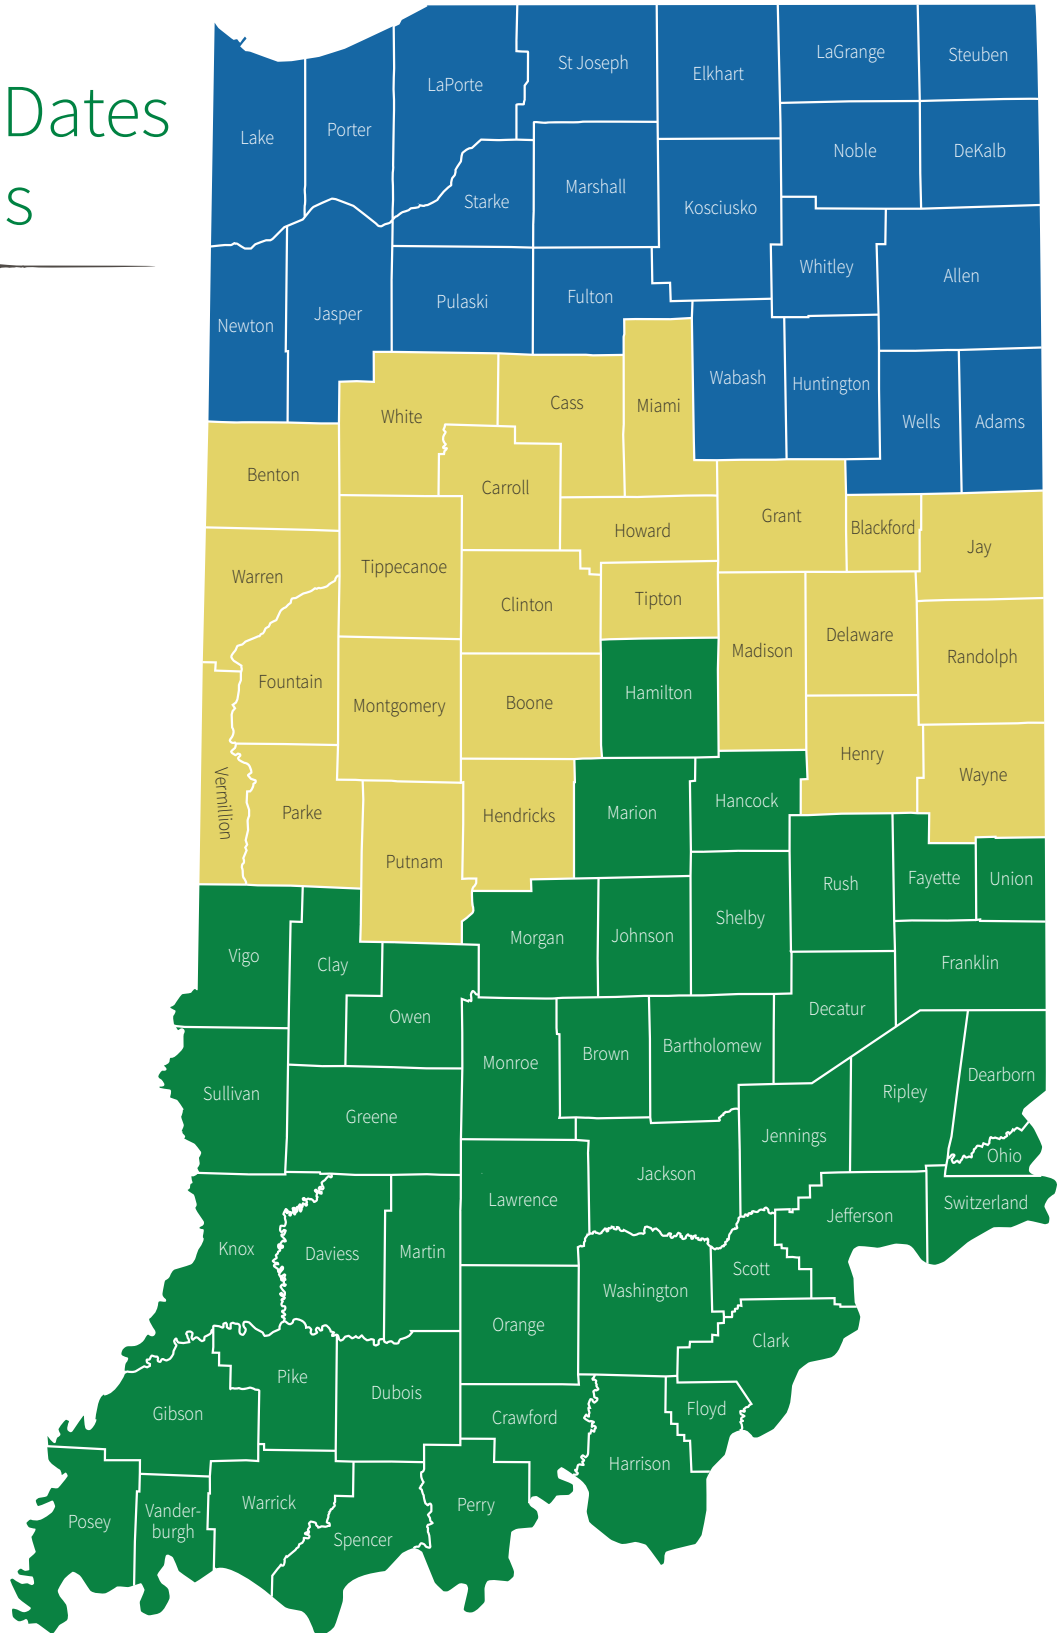 Dates
s
St Joseph
LaGrange
Steuben
Elkhart
LaPorte
Porter
Lake
Noble
DeKalb
Marshall
Starke
Kosciusko
Whitley
Allen
Fulton
Pulaski
Jasper
Newton
Wabash
Huntington
Cass
Miami
White
Wells
Adams
Benton
Carroll
Grant
Blackford
Howard
Jay
Tippecanoe
Warren
Clinton
Tipton
Delaware
Madison
Randolph
Fountain
Hamilton
Boone
Montgomery
Henry
Wayne
Vermillion
Parke
Hendricks
Marion
Hancock
Putnam
Rush
Fayette
Union
Shelby
Johnson
Morgan
Vigo
Clay
Franklin
Decatur
Owen
Bartholomew
Brown
Monroe
Dearborn
Ripley
Sullivan
Greene
Jennings
Ohio
Jackson
Lawrence
Switzerland
Jefferson
Knox
Daviess
Martin
Scott
Washington
Orange
Clark
Pike
Dubois
Floyd
Crawford
Gibson
Harrison
Warrick
Perry
Posey
Vander-
burgh
Spencer